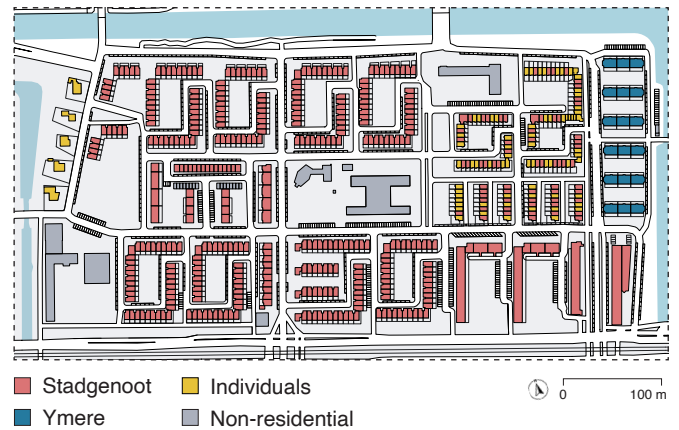 Stadgenoot
Individuals
0
100 m
Ymere
Non-residential